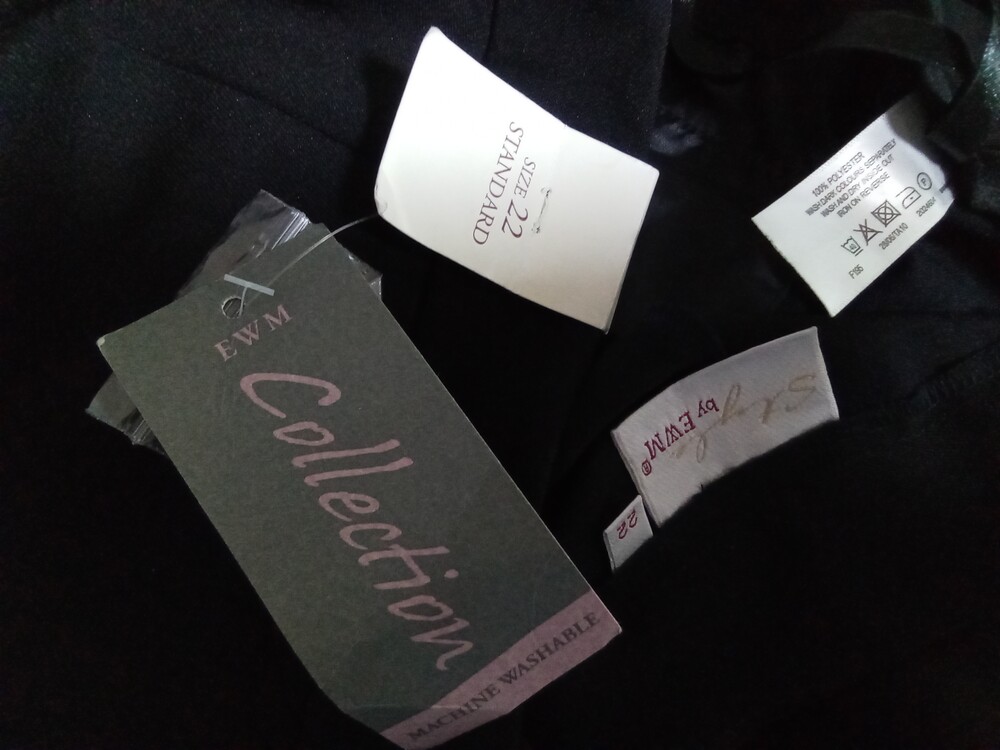 SIZE 22
STANDARD
100% POLYESTER
WASH DARK COLOURS SEPARATELY
WASH AND DRY INSIDE OUT
IRON ON REVERSE
F195
EWM
Collection
MACHINE WASHABLE
by EWM®
22